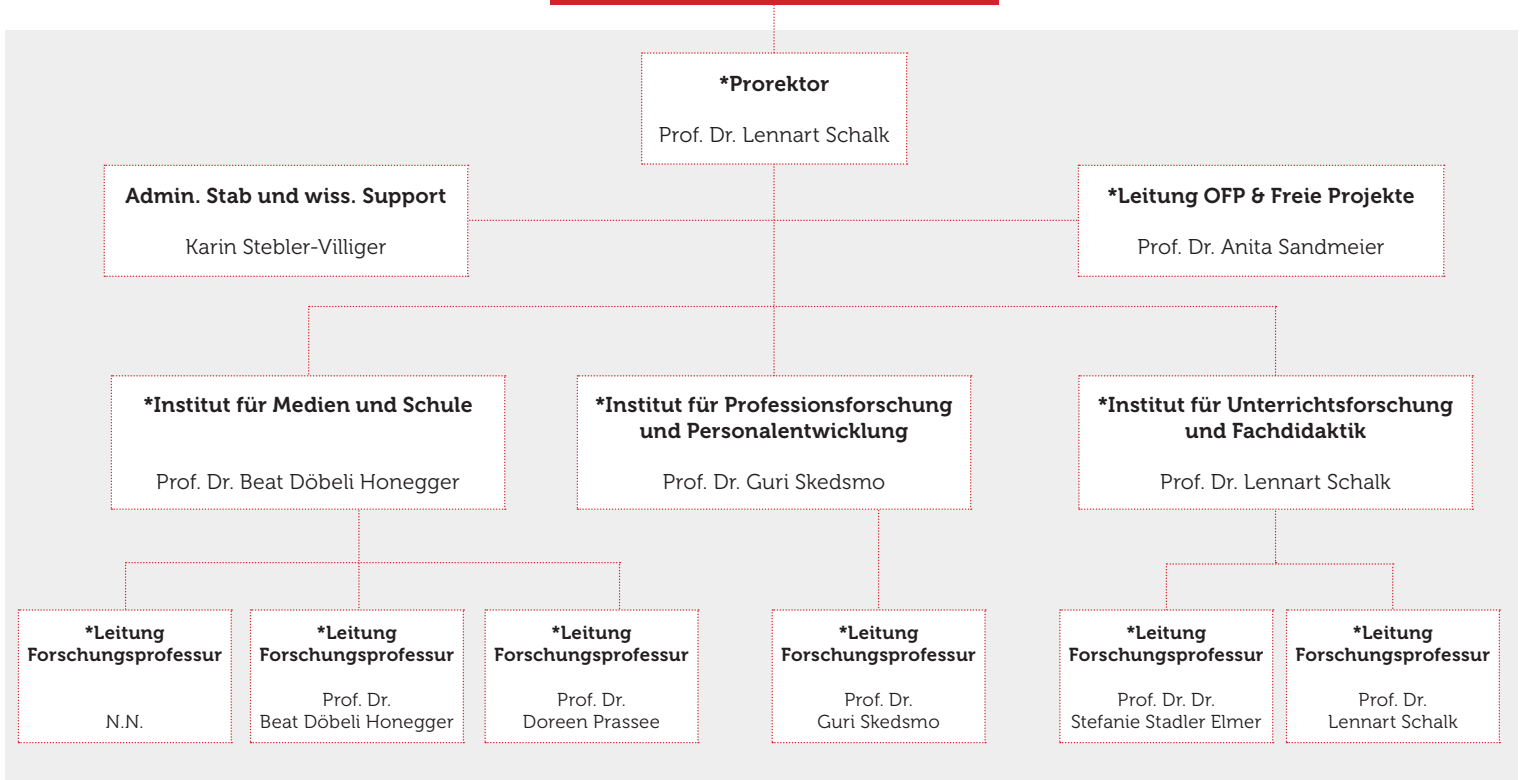 *Prorektor
Prof. Dr. Lennart Schalk
Admin. Stab und wiss. Support
Karin Stebler-Villiger
*Leitung OFP & Freie Projekte
Prof. Dr. Anita Sandmeier
*Institut für Medien und Schule
Prof. Dr. Beat Döbeli Honegger
*Institut für Professionsforschung
und Personalentwicklung
Prof. Dr. Guri Skedsmo
*Institut für Unterrichtsforschung
und Fachdidaktik
Prof. Dr. Lennart Schalk
*Leitung
Forschungsprofessur
N.N.
*Leitung
Forschungsprofessur
Prof. Dr.
Beat Döbeli Honegger
*Leitung
Forschungsprofessur
Prof. Dr.
Doreen Prassee
*Leitung
Forschungsprofessur
Prof. Dr.
Guri Skedsmo
*Leitung
Forschungsprofessur
Prof. Dr. Dr.
Stefanie Stadler Elmer
*Leitung
Forschungsprofessur
Prof. Dr.
Lennart Schalk